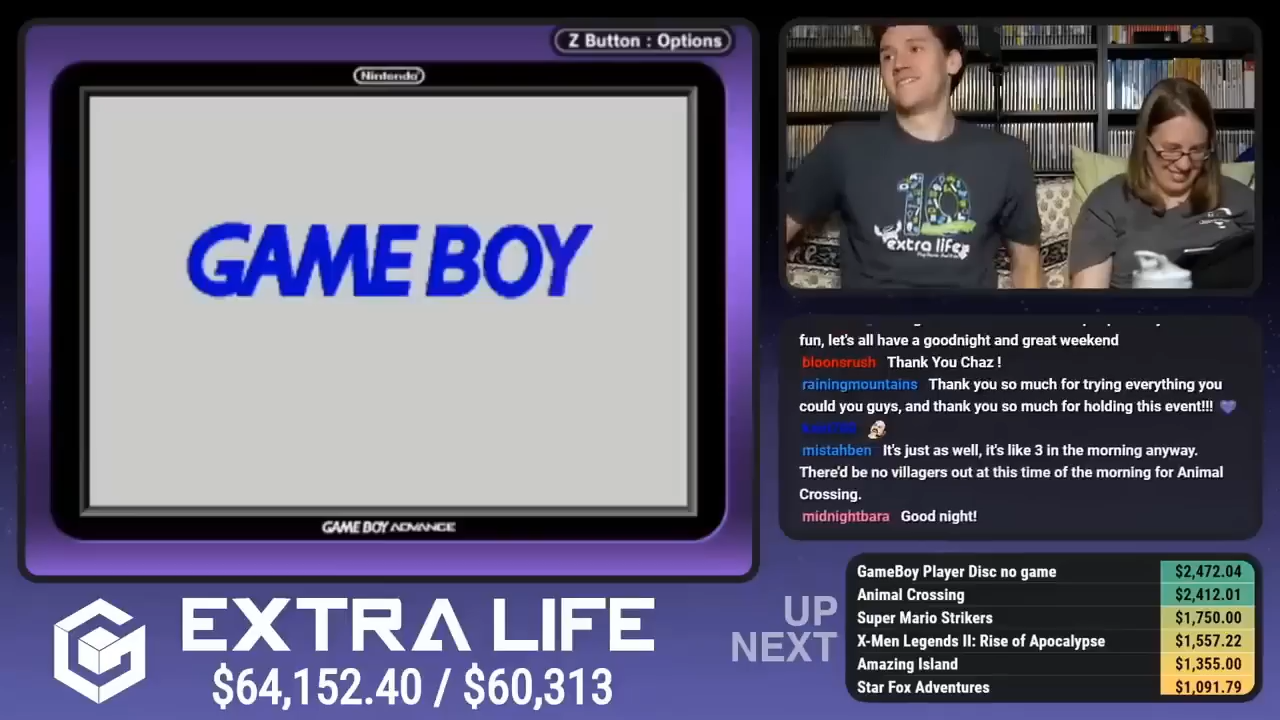 Z Button : Options
Nintendo
GAME BOY
GAME BOY ADVANCE
10
extra life
fun, let's all have a goodnight and great weekend
bloonsrush Thank You Chaz !
rainingmountains Thank you so much for trying everything you
could you guys, and thank you so much for holding this event!!!
mistahben It's just as well, it's like 3 in the morning anyway.
There'd be no villagers out at this time of the morning for Animal
Crossing.
midnightbara Good night!
EXTRA LIFE
$64,152.40 / $60,313
UP
NEXT
GameBoy Player Disc no game $2,472.04
Animal Crossing $2,412.01
Super Mario Strikers $1,750.00
X-Men Legends II: Rise of Apocalypse $1,557.22
Amazing Island $1,355.00
Star Fox Adventures $1,091.79